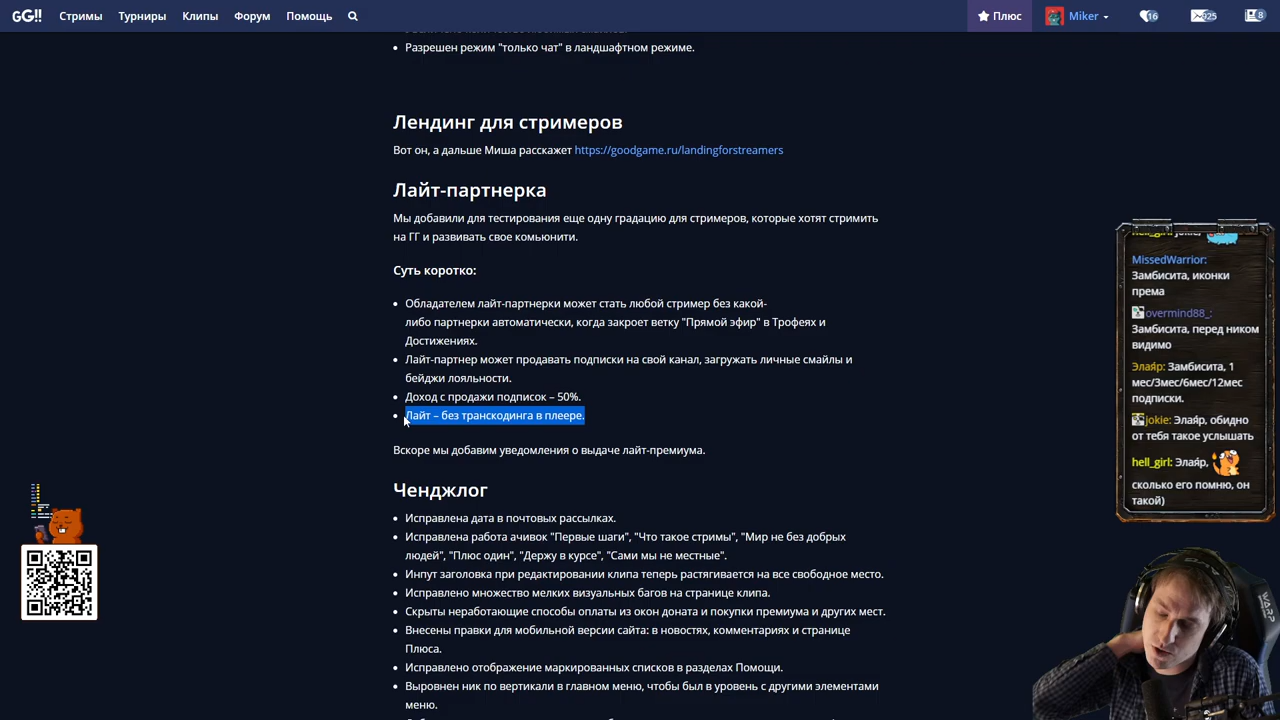 GG!! Стримы Турниры Клипы Форум Помощь Плюс Miker 16 925 8
Разрешен режим "только чат" в ландшафтном режиме.
Лендинг для стримеров
Вот он, а дальше Миша расскажет https://goodgame.ru/landingforstreamers
Лайт-партнерка
Мы добавили для тестирования еще одну градацию для стримеров, которые хотят стримить
на ГГ и развивать свое комьюнити.
Суть коротко:
Обладателем лайт-партнерки может стать любой стример без какой-
либо партнерки автоматически, когда закроет ветку "Прямой эфир" в Трофеях и
Достижениях.
Лайт-партнер может продавать подписки на свой канал, загружать личные смайлы и
бейджи лояльности.
Доход с продажи подписок – 50%.
Лайт – без транскодинга в плеере.
Вскоре мы добавим уведомления о выдаче лайт-премиума.
Ченджлог
Исправлена дата в почтовых рассылках.
Исправлена работа ачивок "Первые шаги", "Что такое стримы", "Мир не без добрых
людей", "Плюс один", "Держу в курсе", "Сами мы не местные".
Инпут заголовка при редактировании клипа теперь растягивается на все свободное место.
Исправлено множество мелких визуальных багов на странице клипа.
Скрыты неработающие способы оплаты из окон доната и покупки премиума и других мест.
Внесены правки для мобильной версии сайта: в новостях, комментариях и странице
Плюса.
Исправлено отображение маркированных списков в разделах Помощи.
Выровнен ник по вертикали в главном меню, чтобы был в уровень с другими элементами
меню.
hell_girl: jokie,
MissedWarrior:
Замбисита, иконки
према
overmind88_:
Замбисита, перед ником
видимо
Элаяр: Замбисита, 1
мес/3мес/6мес/12мес
подписки.
jokie: Элаяр, обидно
от тебя такое услышать
hell_girl: Элаяр,
сколько его помню, он
такой)